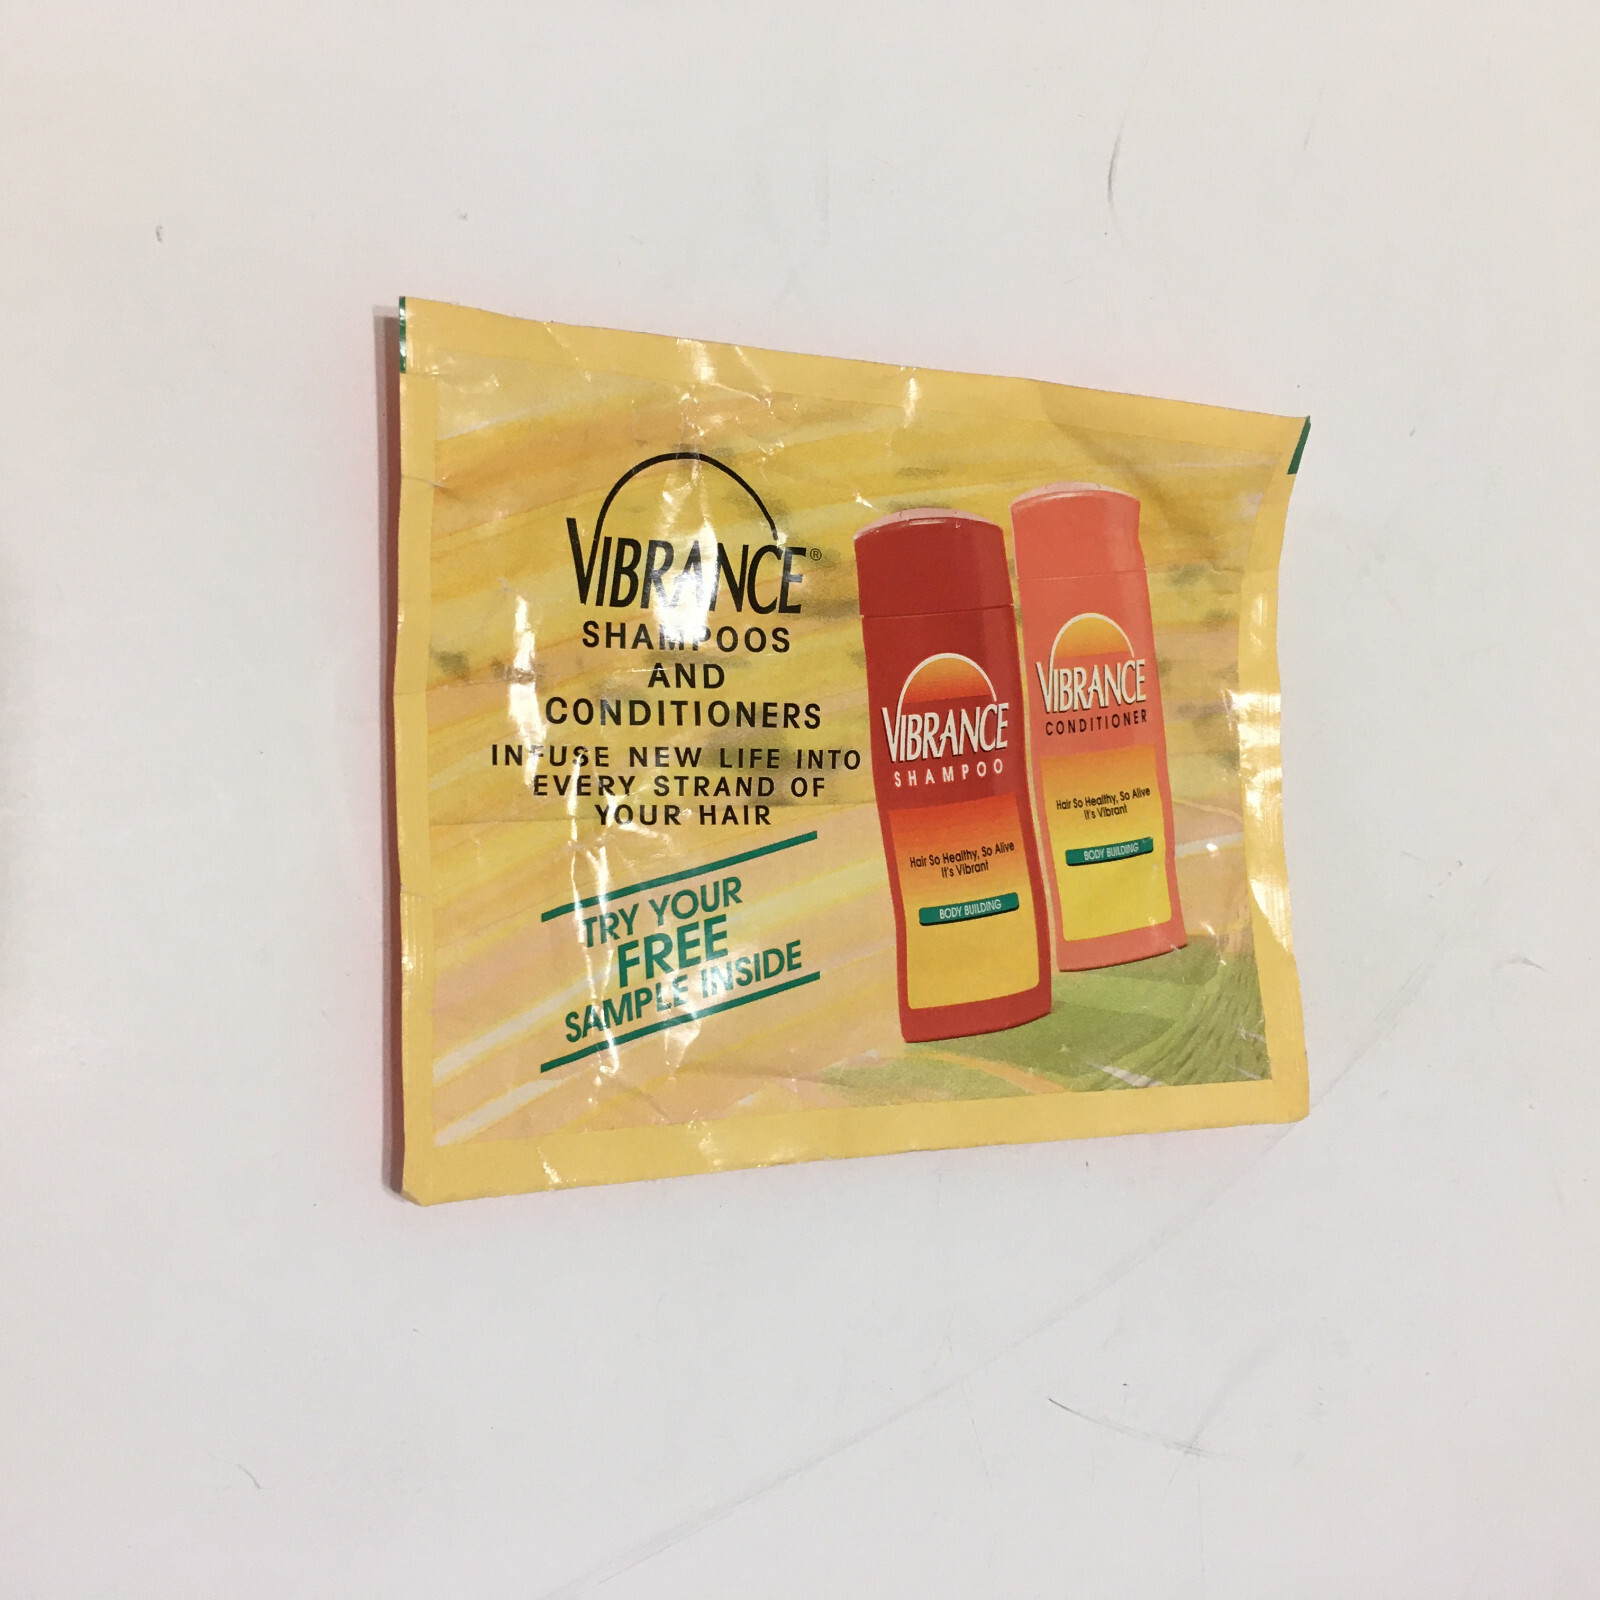 VIBRANCE®
SHAMPOOS
AND
CONDITIONERS
INFUSE NEW LIFE INTO
EVERY STRAND OF
YOUR HAIR
TRY YOUR
FREE
SAMPLE INSIDE
VIBRANCE
SHAMPOO
Hair So Healthy, So Alive
It's Vibrant
BODY BUILDING
VIBRANCE
CONDITIONER
Hair So Healthy, So Alive
It's Vibrant
BODY BUILDING